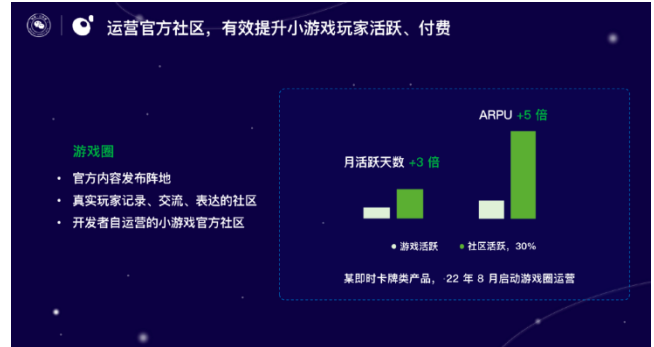 运营官方社区，有效提升小游戏玩家活跃、付费
游戏圈
• 官方内容发布阵地
• 真实玩家记录、交流、表达的社区
• 开发者自运营的小游戏官方社区
ARPU +5 倍
月活跃天数 +3 倍
• 游戏活跃 • 社区活跃，30%
某即时卡牌类产品，22 年 8 月启动游戏圈运营